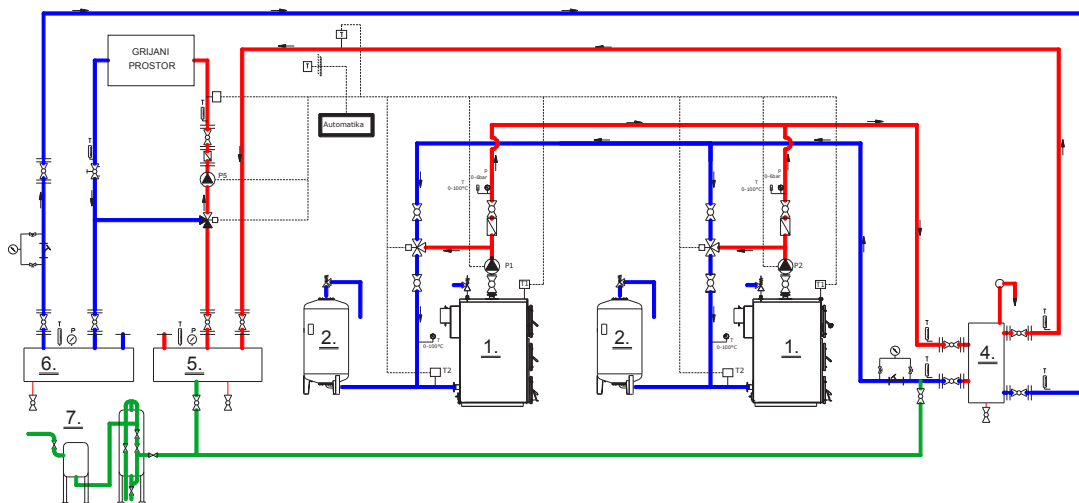 T
GRIJANI
PROSTOR
T
Automatika
T
T
T
P5
P
0-6bar
T
0-100°C
P
0-6bar
T
0-100°C
P1
P2
T1
T1
2.
1.
2.
1.
4.
T
T
T
T
T
P
T
P
6.
5.
T
0-100°C
T
0-100°C
T2
T2
7.